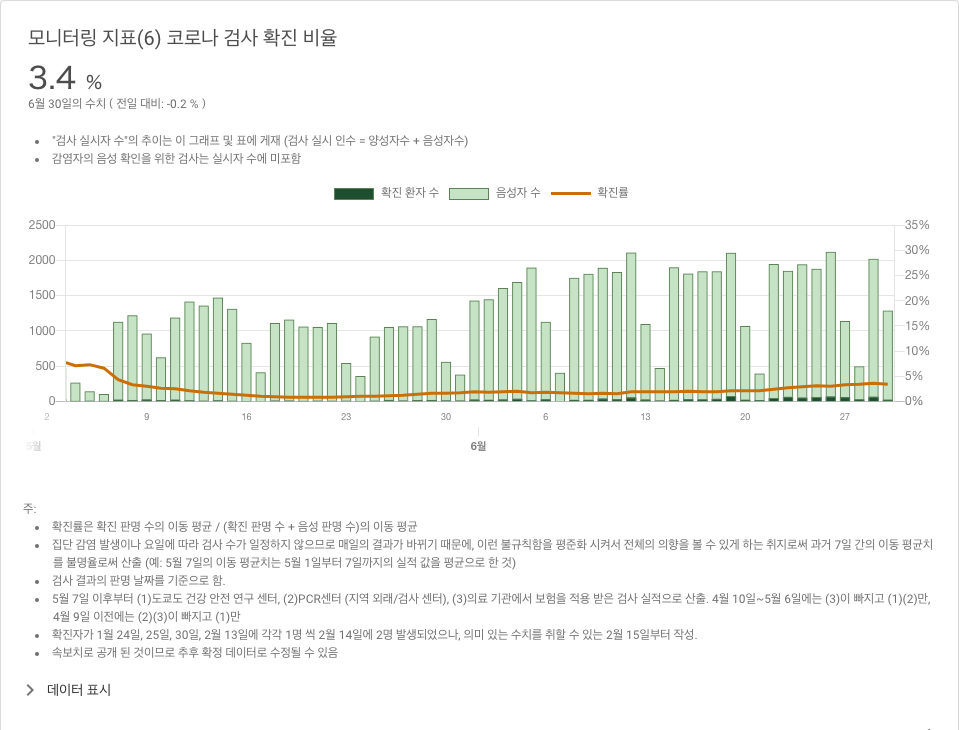 모니터링 지표(6) 코로나 검사 확진 비율
3.4 %
6월 30일의 수치 ( 전일 대비: -0.2 % )
• "검사 실시자 수"의 추이는 이 그래프 및 표에 게재 (검사 실시 인수 = 양성자수 + 음성자수)
• 감염자의 음성 확인을 위한 검사는 실시자 수에 미포함
확진 환자 수 음성자 수 확진률
2500 35%
30%
2000
25%
1500 20%
15%
1000
10%
500
5%
0 0%
2 9 16 23 30 6 13 20 27
5월 6월
주:
• 확진률은 확진 판명 수의 이동 평균 / (확진 판명 수 + 음성 판명 수)의 이동 평균
• 집단 감염 발생이나 요일에 따라 검사 수가 일정하지 않으므로 매일의 결과가 바뀌기 때문에, 이런 불규칙함을 평준화 시켜서 전체의 의향을 볼 수 있게 하는 취지로써 과거 7일 간의 이동 평균치
를 불명율로써 산출 (예: 5월 7일의 이동 평균치는 5월 1일부터 7일까지의 실적 값을 평균으로 한 것)
• 검사 결과의 판명 날짜를 기준으로 함.
• 5월 7일 이후부터 (1)도쿄도 건강 안전 연구 센터, (2)PCR센터 (지역 외래/검사 센터), (3)의료 기관에서 보험을 적용 받은 검사 실적으로 산출. 4월 10일~5월 6일에는 (3)이 빠지고 (1)(2)만,
4월 9일 이전에는 (2)(3)이 빠지고 (1)만
• 확진자가 1월 24일, 25일, 30일, 2월 13일에 각각 1명 씩 2월 14일에 2명 발생되었으나, 의미 있는 수치를 취할 수 있는 2월 15일부터 작성.
• 속보치로 공개 된 것이므로 추후 확정 데이터로 수정될 수 있음
데이터 표시